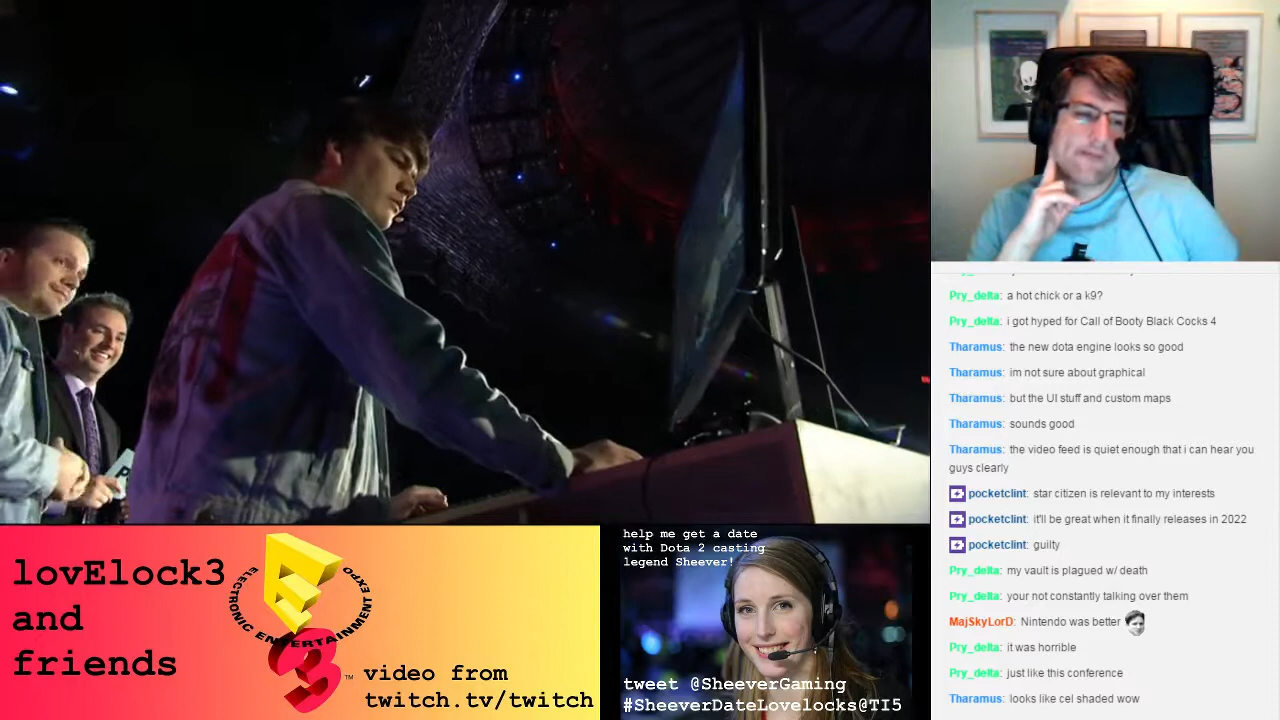 Pry_delta: a hot chick or a k9?
Pry_delta: i got hyped for Call of Booty Black Cocks 4
Tharamus: the new dota engine looks so good
Tharamus: im not sure about graphical
Tharamus: but the UI stuff and custom maps
Tharamus: sounds good
Tharamus: the video feed is quiet enough that i can hear you
guys clearly
pocketclint: star citizen is relevant to my interests
pocketclint: it'll be great when it finally releases in 2022
pocketclint: guilty
Pry_delta: my vault is plagued w/ death
Pry_delta: your not constantly talking over them
MajSkyLorD: Nintendo was better
Pry_delta: it was horrible
Pry_delta: just like this conference
Tharamus: looks like cel shaded wow
lovElock3
and
friends
E3
ELECTRONIC ENTERTAINMENT EXPO
TM
video from
twitch.tv/twitch
help me get a date
with Dota 2 casting
legend Sheever!
tweet @SheeverGaming
#SheeverDateLovelocks@TI5